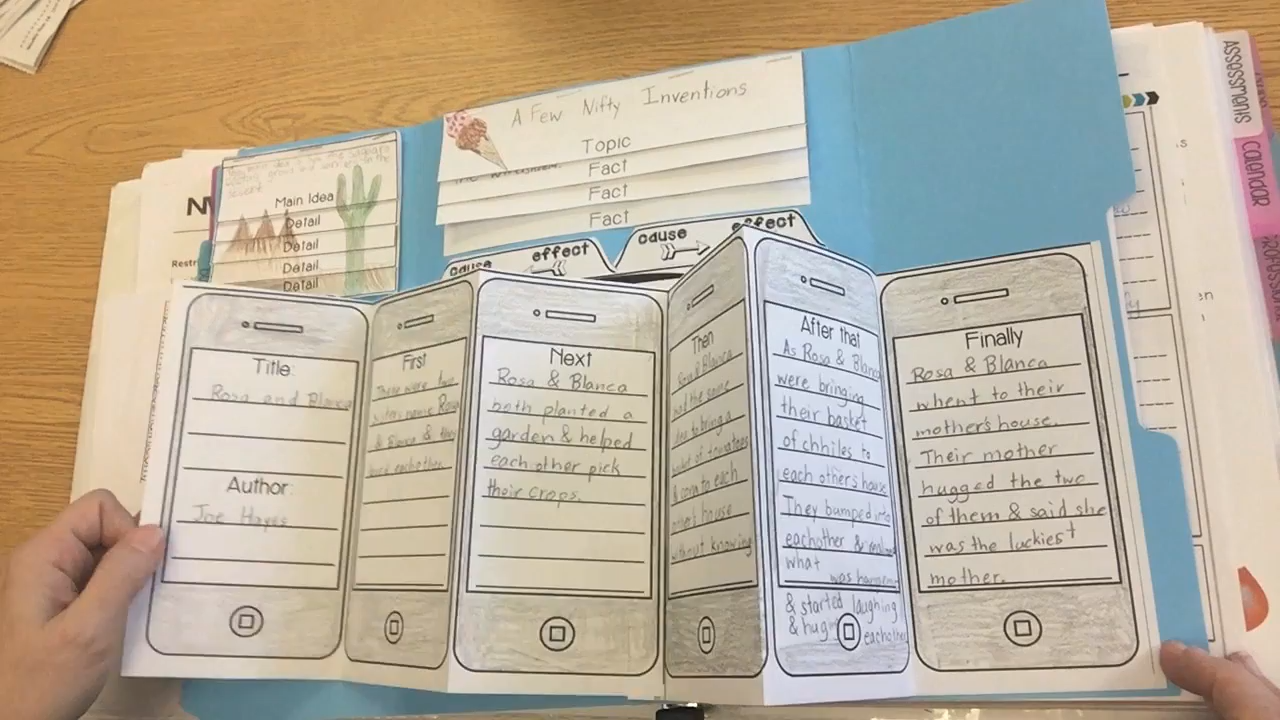 A Few Nifty Inventions
Topic
Fact
Fact
Fact
Main Idea
Detail
Detail
Detail
Detail
cause effect
cause effect
ASSESSMENTS
CALENDAR
Title:
Rosa and Blanca
Author:
Joe Hayes
First
There were two
sisters name Rosa
& Blanca & they
eachother.
Next
Rosa & Blanca
both planted a
garden & helped
each other pick
their crops.
Then
Rosa & Blanca
had the same
idea to bring a
basket of tomatoes
& corn to each
other's house
without knowing
After that
As Rosa & Blanca
were bringing
their basket
of chhiles to
each other's house
They bumped into
eachother & realized
what
was happening
& started laughing
& hug eachother
Finally
Rosa & Blanca
whent to their
mother's house.
Their mother
hugged the two
of them & said she
was the luckiest
mother.